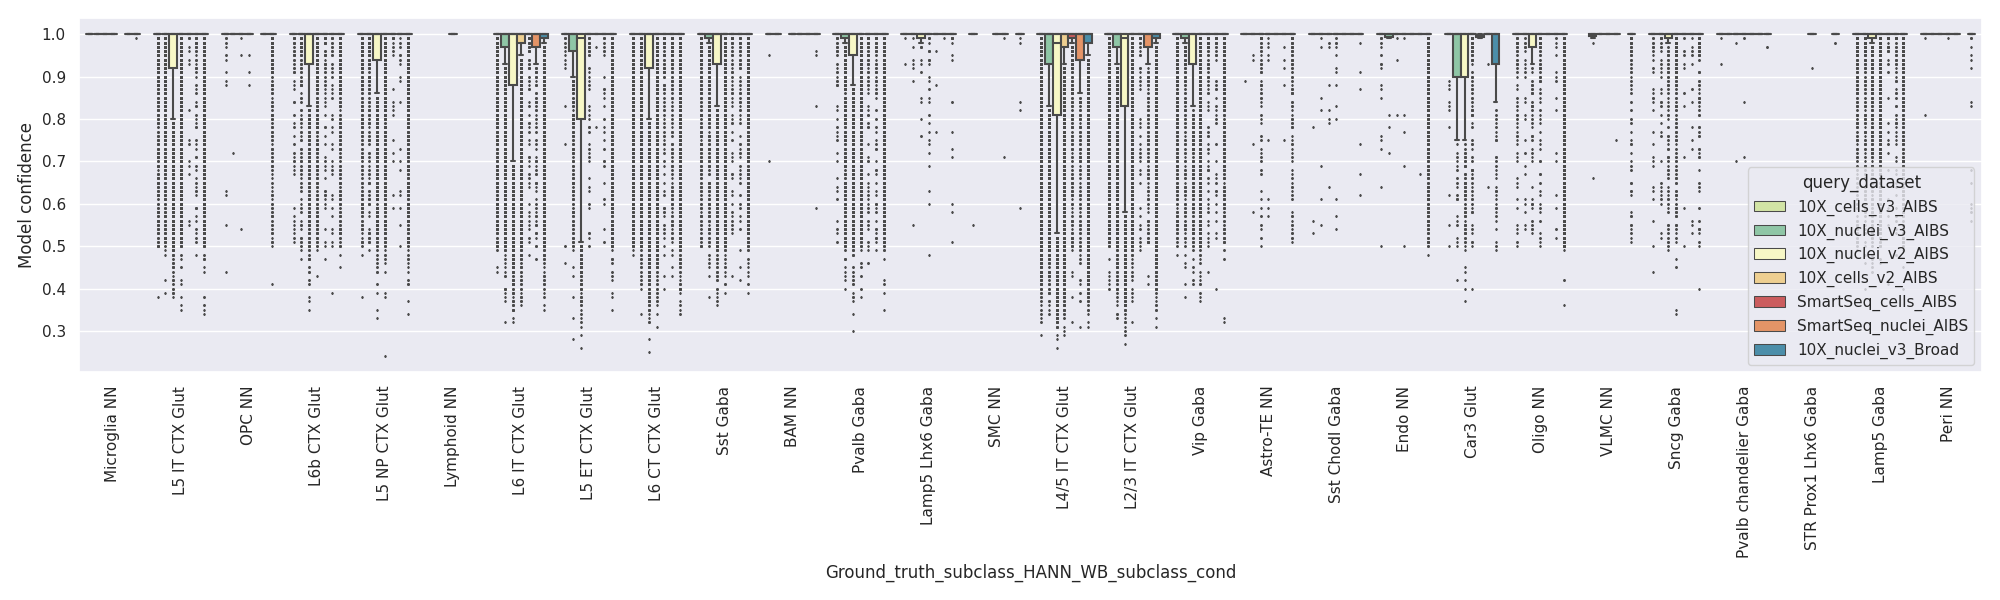 Model confidence
1.0
0.9
0.8
0.7
0.6
0.5
0.4
0.3
query_dataset
10X_cells_v3_AIBS
10X_nuclei_v3_AIBS
10X_nuclei_v2_AIBS
10X_cells_v2_AIBS
SmartSeq_cells_AIBS
SmartSeq_nuclei_AIBS
10X_nuclei_v3_Broad
Microglia NN
L5 IT CTX Glut
OPC NN
L6b CTX Glut
L5 NP CTX Glut
Lymphoid NN
L6 IT CTX Glut
L5 ET CTX Glut
L6 CT CTX Glut
Sst Gaba
BAM NN
Pvalb Gaba
Lamp5 Lhx6 Gaba
SMC NN
L4/5 IT CTX Glut
L2/3 IT CTX Glut
Vip Gaba
Astro-TE NN
Sst Chodl Gaba
Endo NN
Car3 Glut
Oligo NN
VLMC NN
Sncg Gaba
Pvalb chandelier Gaba
STR Prox1 Lhx6 Gaba
Lamp5 Gaba
Peri NN
Ground_truth_subclass_HANN_WB_subclass_cond